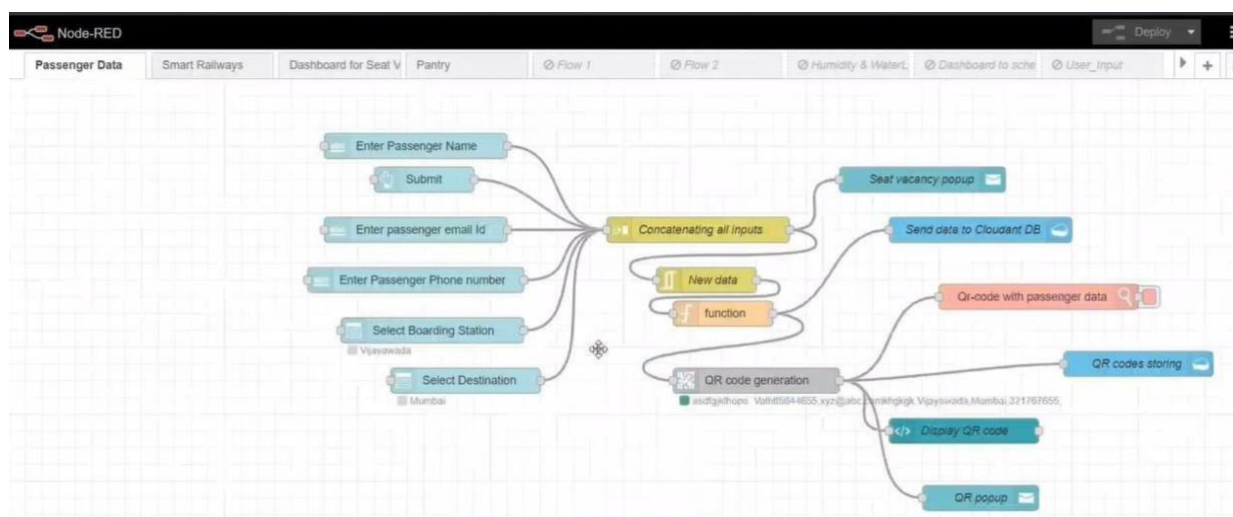 Node-RED
Deploy
Passenger Data
Smart Railways
Dashboard for Seat V
Pantry
Flow 1
Flow 2
Humidity & WaterL
Dashboard to sche
User_Input
Enter Passenger Name
Submit
Seat vacancy popup
Enter passenger email Id
Concatenating all inputs
Send data to Cloudant DB
Enter Passenger Phone number
New data
Qr-code with passenger data
function
Select Boarding Station
Vijayawada
QR codes storing
Select Destination
QR code generation
Mumbai
Vijayawada,Mumbai,321767655,
Display QR code
QR popup